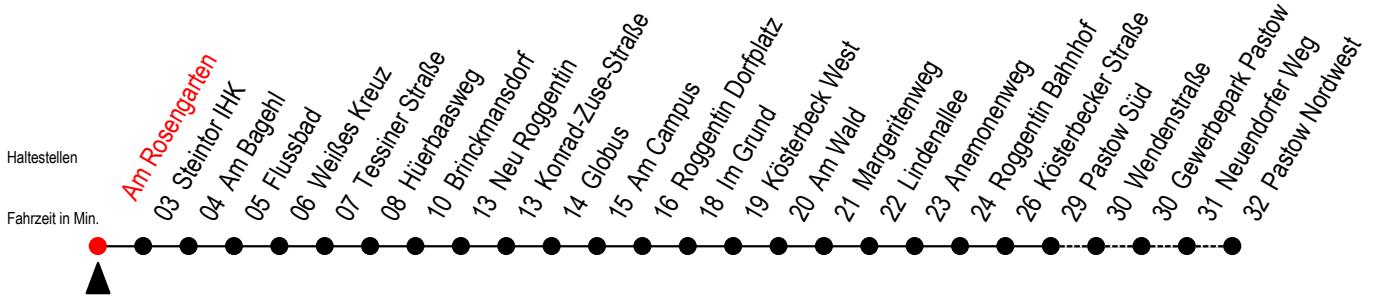 Haltestellen
Fahrzeit in Min.
Am Rosengarten
03 Steintor IHK
04 Am Bagehl
05 Flussbad
06 Weißes Kreuz
07 Tessiner Straße
08 Hüerbaasweg
10 Brinckmansdorf
13 Neu Roggentin
13 Konrad-Zuse-Straße
14 Globus
15 Am Campus
16 Roggentin Dorfplatz
18 Im Grund
19 Kösterbeck West
20 Am Wald
21 Margeritenweg
22 Lindenallee
23 Anemonenweg
24 Roggentin Bahnhof
26 Kösterbecker Straße
29 Pastow Süd
30 Wendenstraße
30 Gewerbepark Pastow
31 Neuendorfer Weg
32 Pastow Nordwest